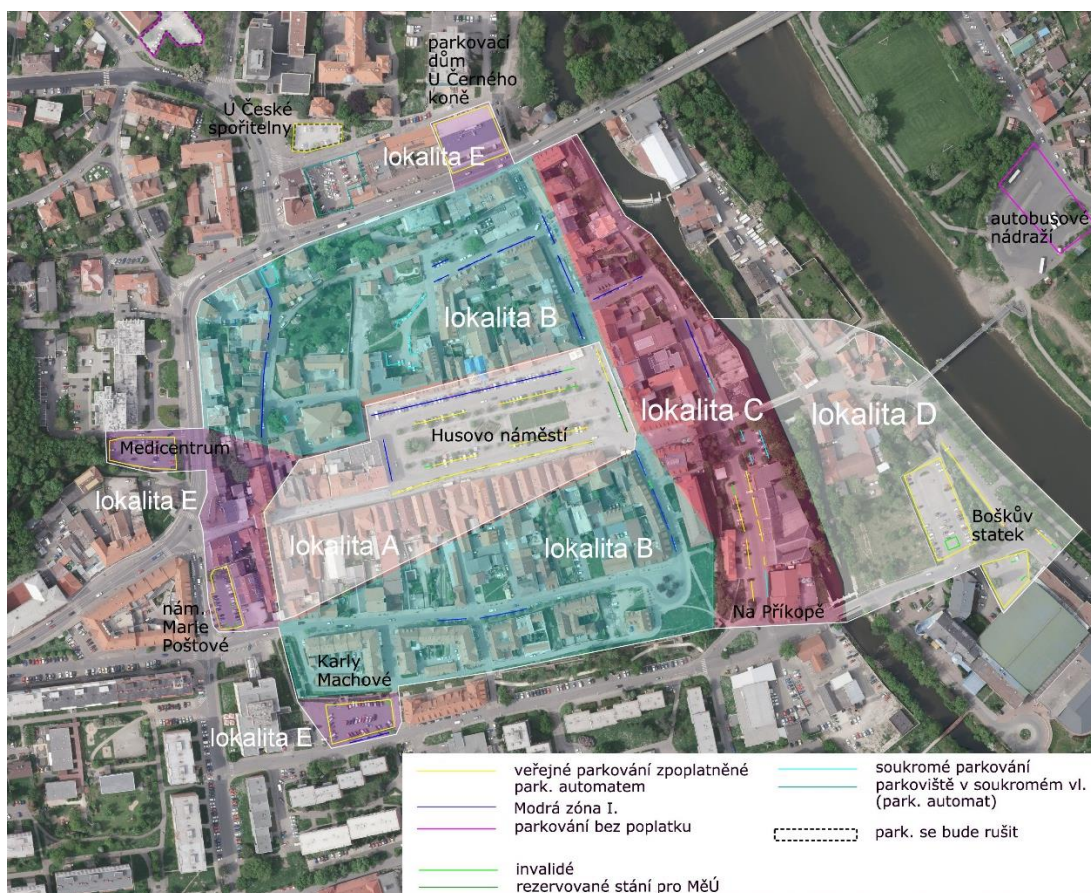 parkovací
dům
U Černého
koně
U České
spořitelny
lokalita E
autobusové
nádraží
lokalita B
lokalita C
lokalita D
Husovo náměstí
Medicentrum
lokalita E
lokalita A
lokalita B
Boškův
statek
nám.
Marie
Poštové
Na Příkopě
Karly
Machové
lokalita E
veřejné parkování zpoplatněné
park. automatem
Modrá zóna I.
parkování bez poplatku
invalidé
rezervované stání pro MěÚ
soukromé parkování
parkoviště v soukromém vl.
(park. automat)
park. se bude rušit